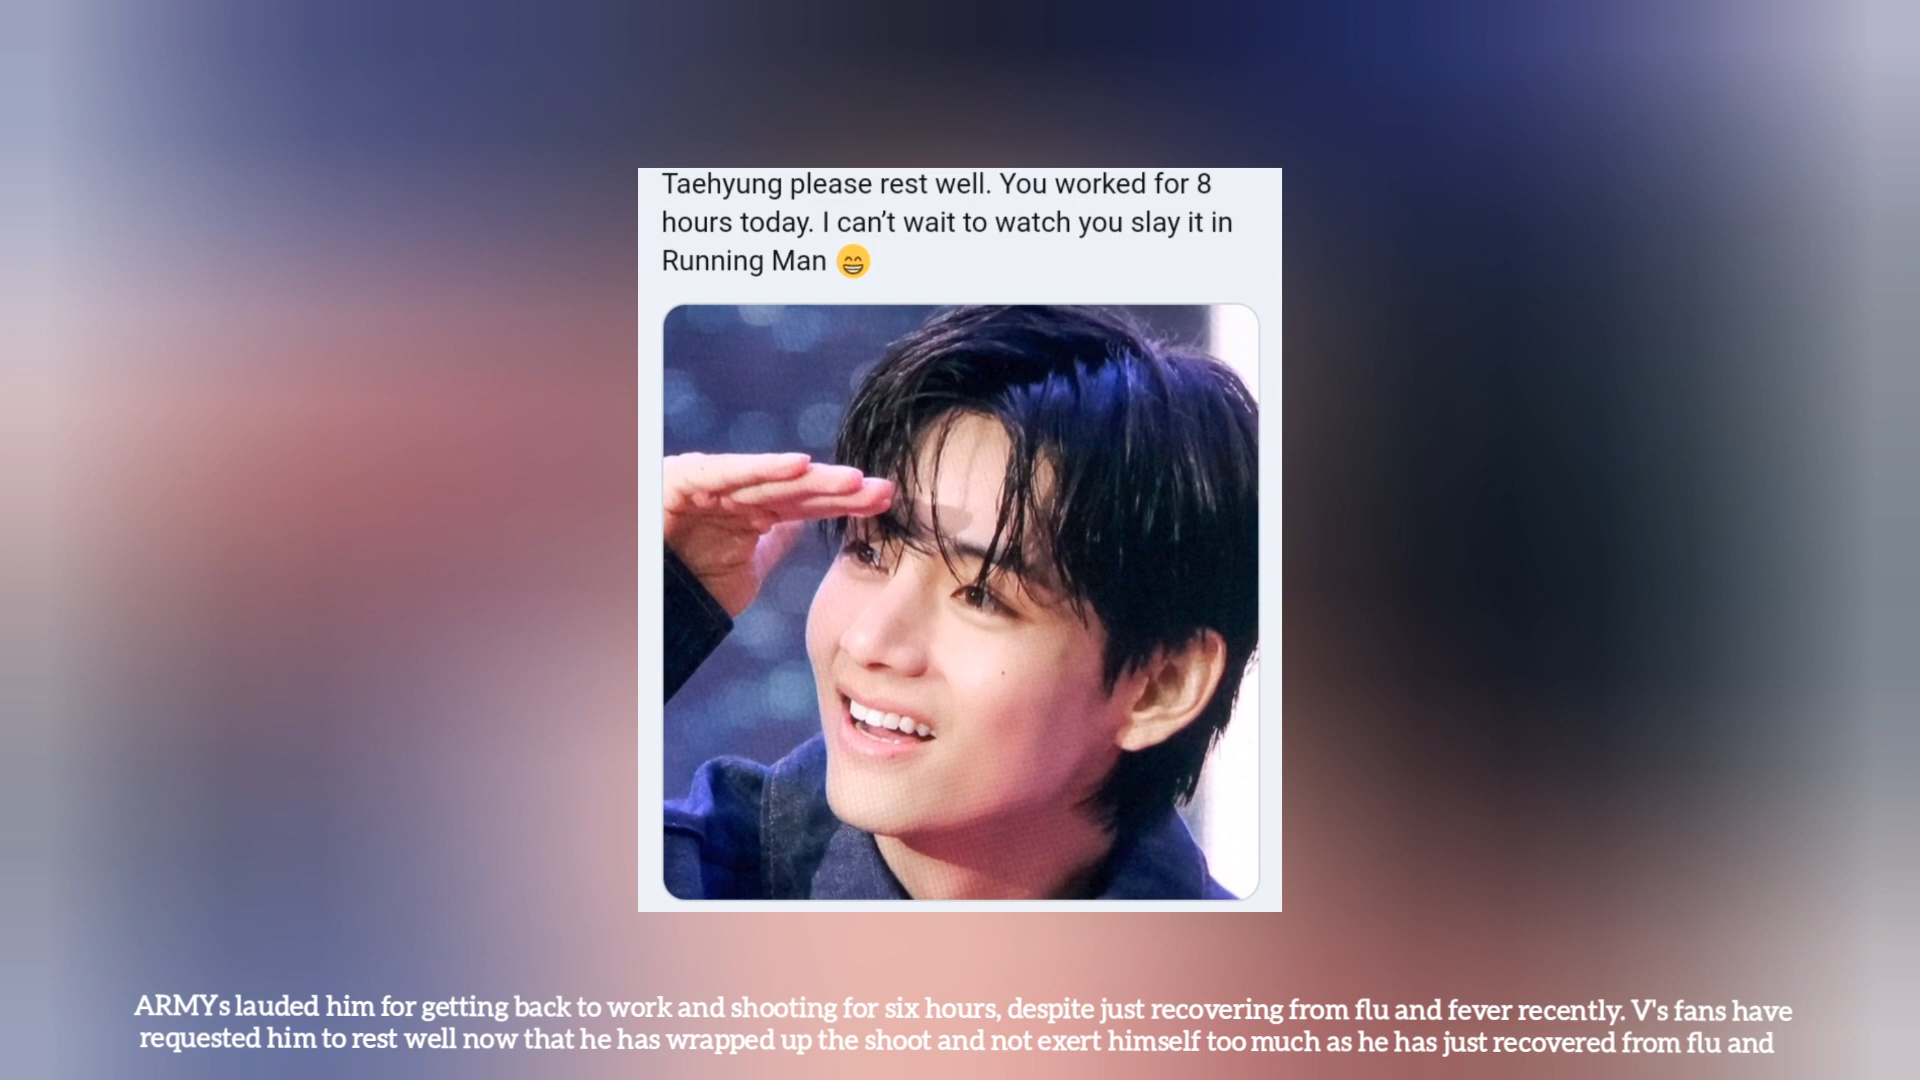 Taehyung please rest well. You worked for 8
hours today. I can’t wait to watch you slay it in
Running Man 😁
ARMYs lauded him for getting back to work and shooting for six hours, despite just recovering from flu and fever recently. V's fans have
requested him to rest well now that he has wrapped up the shoot and not exert himself too much as he has just recovered from flu and